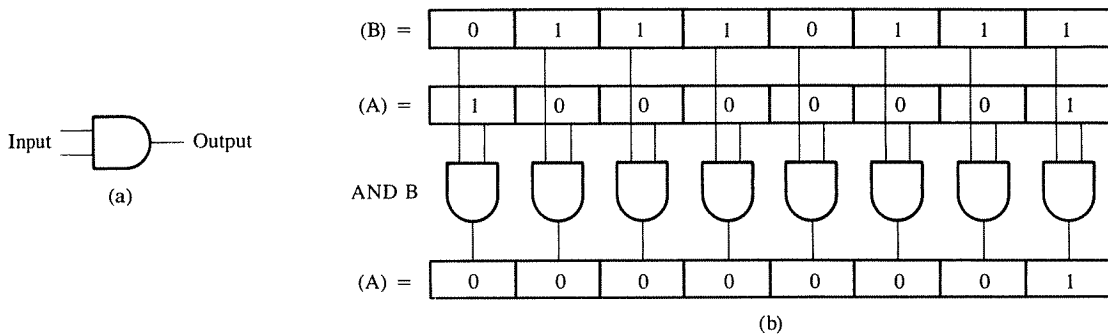 (B) = 0 1 1 1 0 1 1 1
(A) = 1 0 0 0 0 0 0 1
Input Output
(a)
AND B
(A) = 0 0 0 0 0 0 0 1
(b)